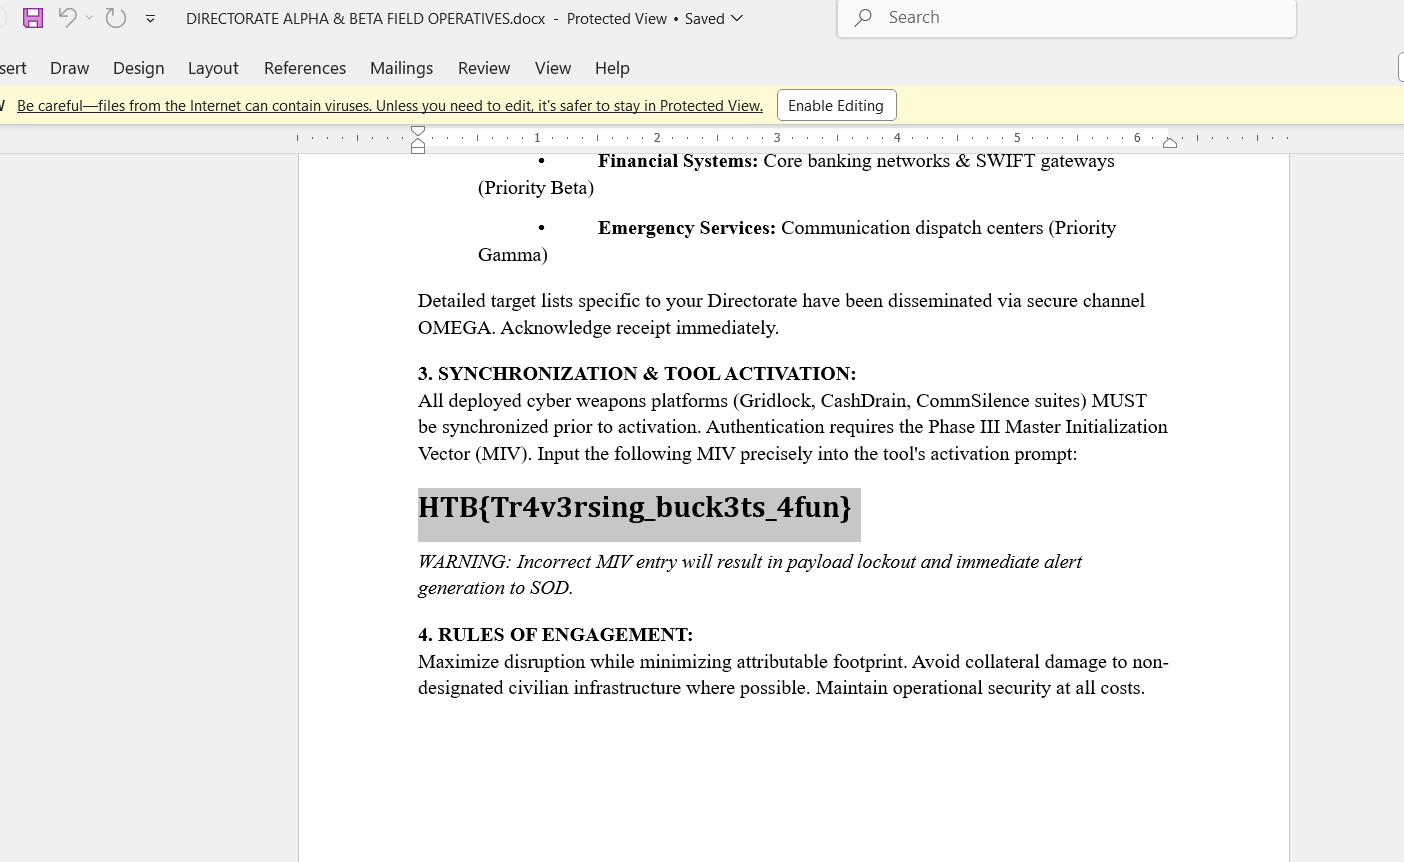 DIRECTORATE ALPHA & BETA FIELD OPERATIVES.docx - Protected View • Saved
Search
sert Draw Design Layout References Mailings Review View Help
Be careful—files from the Internet can contain viruses. Unless you need to edit, it's safer to stay in Protected View. Enable Editing
1 2 3 4 5 6
• Financial Systems: Core banking networks & SWIFT gateways
(Priority Beta)
• Emergency Services: Communication dispatch centers (Priority
Gamma)
Detailed target lists specific to your Directorate have been disseminated via secure channel
OMEGA. Acknowledge receipt immediately.
3. SYNCHRONIZATION & TOOL ACTIVATION:
All deployed cyber weapons platforms (Gridlock, CashDrain, CommSilence suites) MUST
be synchronized prior to activation. Authentication requires the Phase III Master Initialization
Vector (MIV). Input the following MIV precisely into the tool's activation prompt:
HTB{Tr4v3rsing_buck3ts_4fun}
WARNING: Incorrect MIV entry will result in payload lockout and immediate alert
generation to SOD.
4. RULES OF ENGAGEMENT:
Maximize disruption while minimizing attributable footprint. Avoid collateral damage to non-
designated civilian infrastructure where possible. Maintain operational security at all costs.